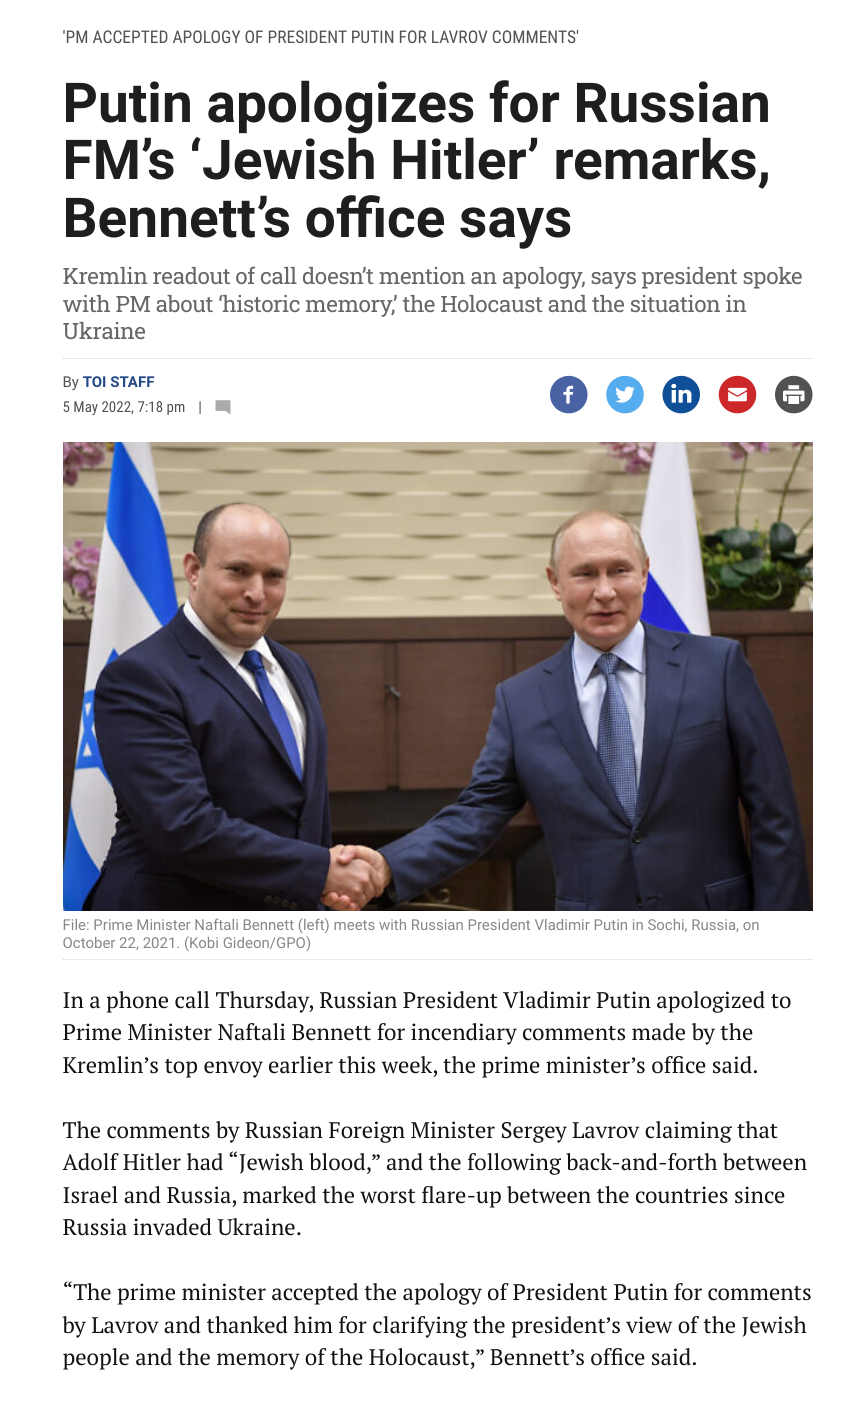 'PM ACCEPTED APOLOGY OF PRESIDENT PUTIN FOR LAVROV COMMENTS'
Putin apologizes for Russian
FM’s ‘Jewish Hitler’ remarks,
Bennett’s office says
Kremlin readout of call doesn’t mention an apology, says president spoke
with PM about ‘historic memory,’ the Holocaust and the situation in
Ukraine
By TOI STAFF
5 May 2022, 7:18 pm |
f
in
File: Prime Minister Naftali Bennett (left) meets with Russian President Vladimir Putin in Sochi, Russia, on
October 22, 2021. (Kobi Gideon/GPO)
In a phone call Thursday, Russian President Vladimir Putin apologized to
Prime Minister Naftali Bennett for incendiary comments made by the
Kremlin’s top envoy earlier this week, the prime minister’s office said.
The comments by Russian Foreign Minister Sergey Lavrov claiming that
Adolf Hitler had “Jewish blood,” and the following back-and-forth between
Israel and Russia, marked the worst flare-up between the countries since
Russia invaded Ukraine.
“The prime minister accepted the apology of President Putin for comments
by Lavrov and thanked him for clarifying the president’s view of the Jewish
people and the memory of the Holocaust,” Bennett’s office said.